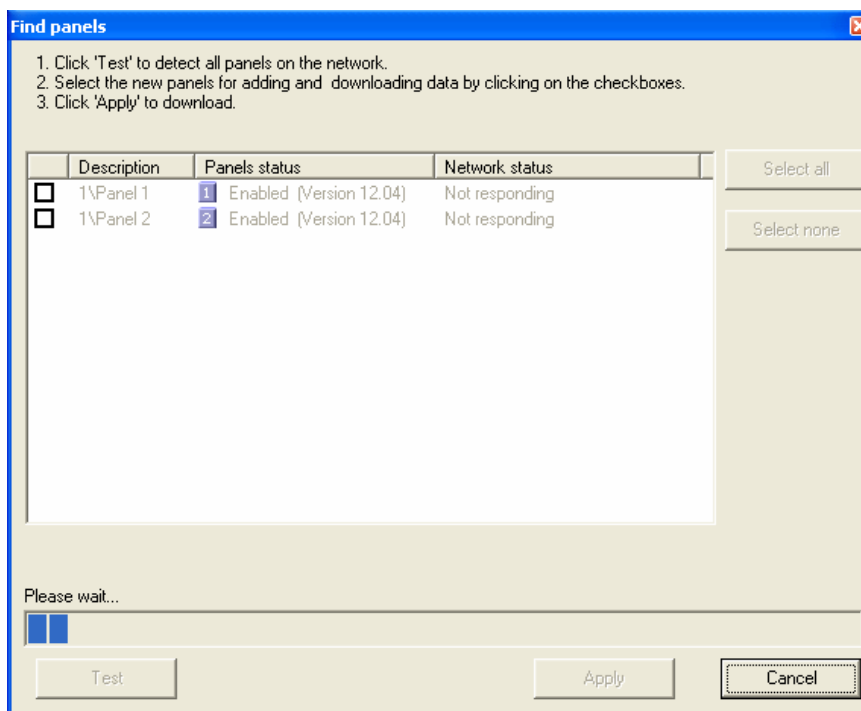 Find panels
1. Click 'Test' to detect all panels on the network.
2. Select the new panels for adding and  downloading data by clicking on the checkboxes.
3. Click 'Apply' to download.
Description Panels status Network status
1\Panel 1 1 Enabled (Version 12.04) Not responding
1\Panel 2 2 Enabled (Version 12.04) Not responding
Select all
Select none
Please wait...
Test Apply Cancel